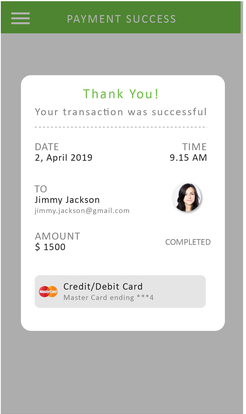 PAYMENT SUCCESS
Thank You!
Your transaction was successful
DATE TIME
2, April 2019 9.15 AM
TO
Jimmy Jackson
jimmy.jackson@gmail.com
AMOUNT
$ 1500 COMPLETED
Credit/Debit Card
Master Card ending ***4